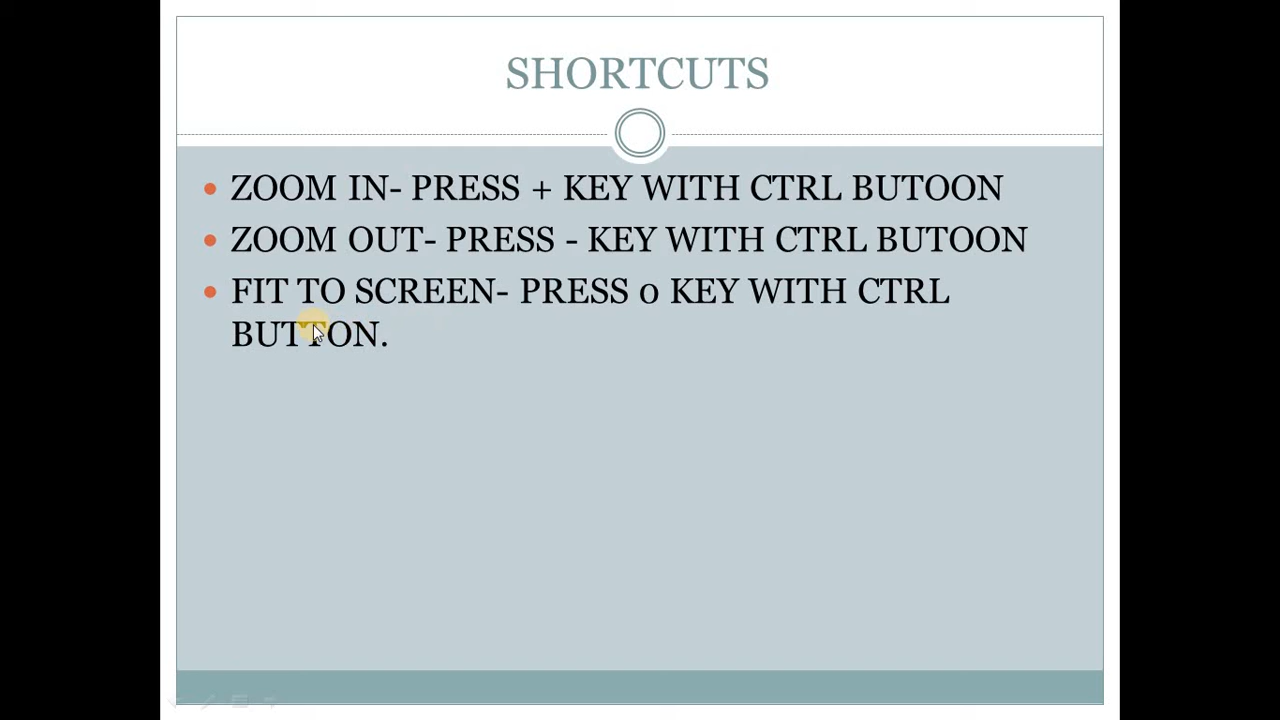 SHORTCUTS
ZOOM IN- PRESS + KEY WITH CTRL BUTOON
ZOOM OUT- PRESS - KEY WITH CTRL BUTOON
FIT TO SCREEN- PRESS 0 KEY WITH CTRL
BUTTON.